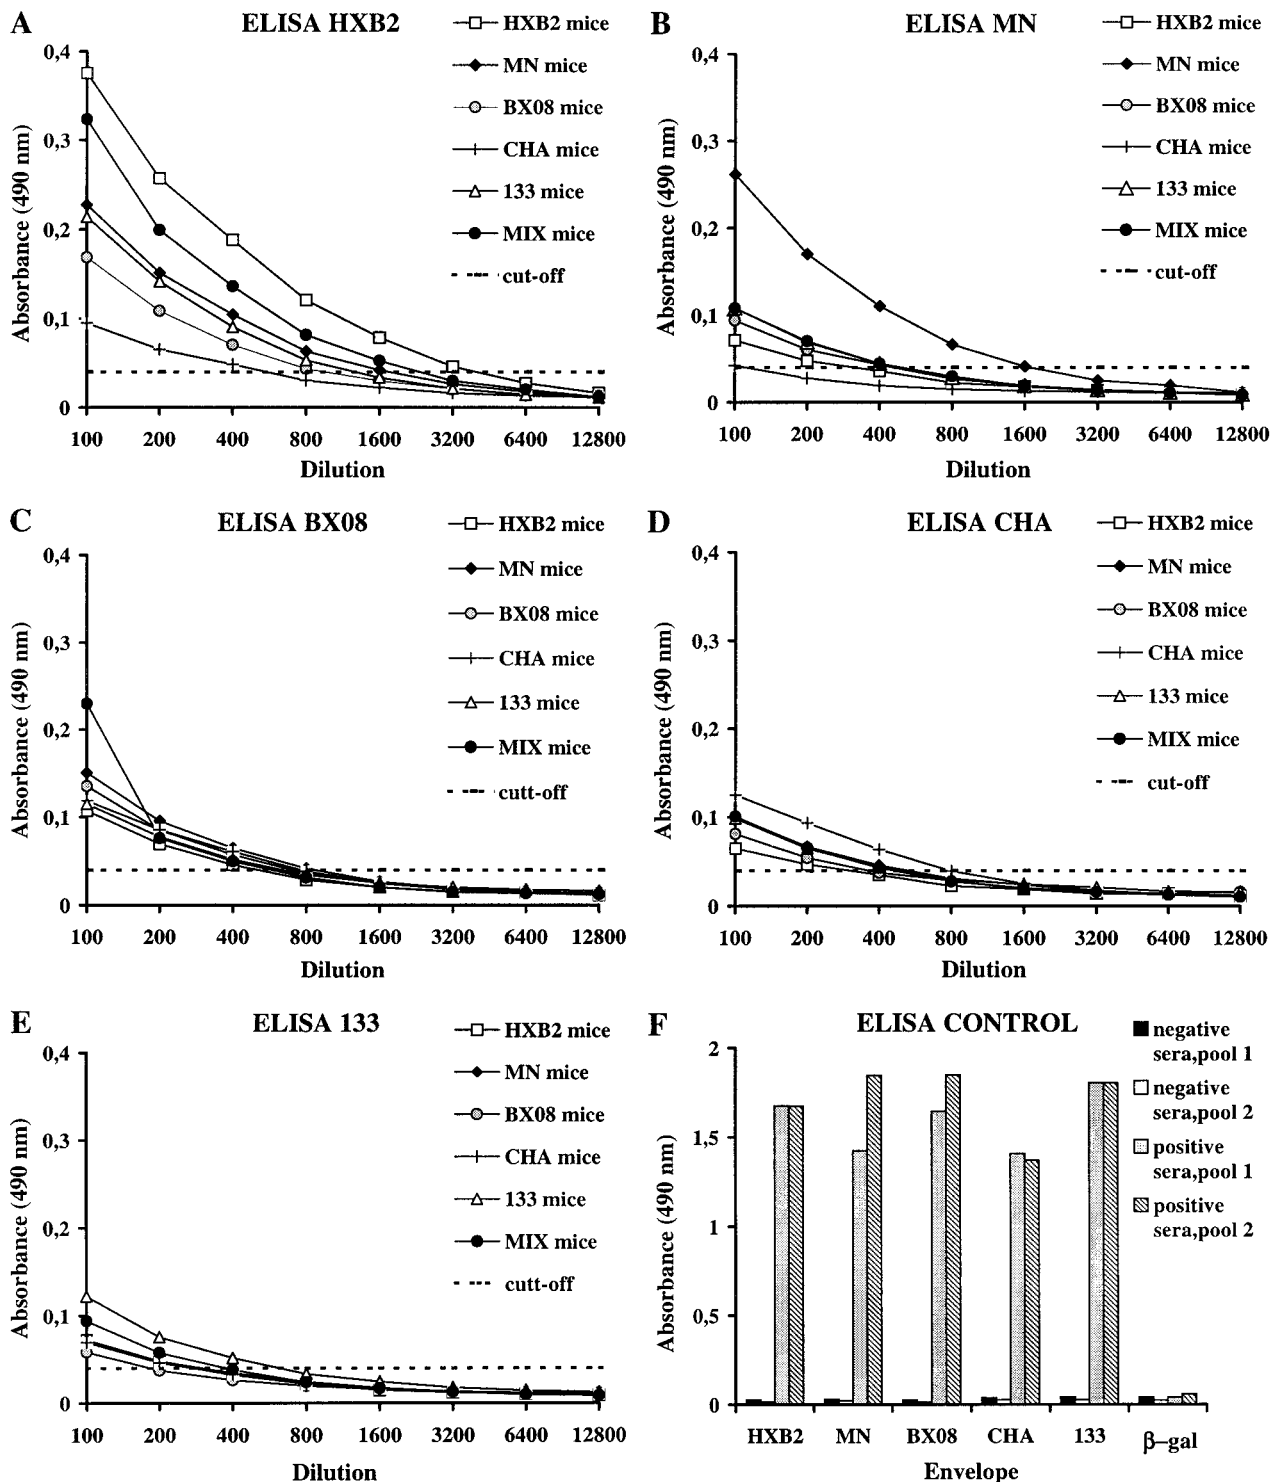 A
ELISA HXB2
HXB2 mice
MN mice
BX08 mice
CHA mice
133 mice
MIX mice
cut-off
0,4
0,3
0,2
0,1
0
Absorbance (490 nm)
100 200 400 800 1600 3200 6400 12800
Dilution
B
ELISA MN
HXB2 mice
MN mice
BX08 mice
CHA mice
133 mice
MIX mice
cut-off
0,4
0,3
0,2
0,1
0
Absorbance (490 nm)
100 200 400 800 1600 3200 6400 12800
Dilution
C
ELISA BX08
HXB2 mice
MN mice
BX08 mice
CHA mice
133 mice
MIX mice
cutt-off
0,4
0,3
0,2
0,1
0
Absorbance (490 nm)
100 200 400 800 1600 3200 6400 12800
Dilution
D
ELISA CHA
HXB2 mice
MN mice
BX08 mice
CHA mice
133 mice
MIX mice
cut-off
0,4
0,3
0,2
0,1
0
Absorbance (490 nm)
100 200 400 800 1600 3200 6400 12800
Dilution
E
ELISA 133
HXB2 mice
MN mice
BX08 mice
CHA mice
133 mice
MIX mice
cutt-off
0,4
0,3
0,2
0,1
0
Absorbance (490 nm)
100 200 400 800 1600 3200 6400 12800
Dilution
F
ELISA CONTROL
negative
sera,pool 1
negative
sera,pool 2
positive
sera,pool 1
positive
sera,pool 2
2
1,5
1
0,5
0
Absorbance (490 nm)
HXB2 MN BX08 CHA 133 β–gal
Envelope